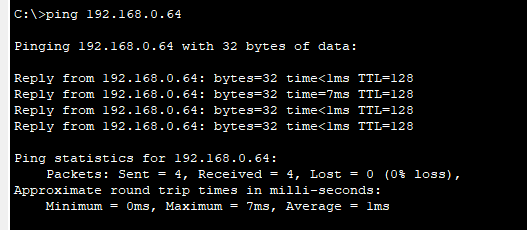 C:\>ping 192.168.0.64
Pinging 192.168.0.64 with 32 bytes of data:
Reply from 192.168.0.64: bytes=32 time<1ms TTL=128
Reply from 192.168.0.64: bytes=32 time=7ms TTL=128
Reply from 192.168.0.64: bytes=32 time<1ms TTL=128
Reply from 192.168.0.64: bytes=32 time<1ms TTL=128
Ping statistics for 192.168.0.64:
Packets: Sent = 4, Received = 4, Lost = 0 (0% loss),
Approximate round trip times in milli-seconds:
Minimum = 0ms, Maximum = 7ms, Average = 1ms